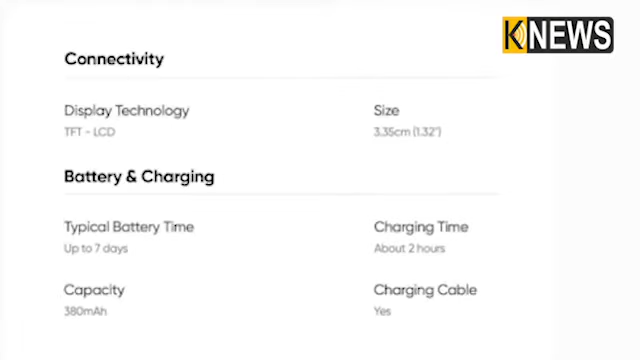 KNEWS
Connectivity
Display Technology
Size
TFT - LCD
3.35cm (1.32")
Battery & Charging
Typical Battery Time
Charging Time
Up to 7 days
About 2 hours
Capacity
Charging Cable
380mAh
Yes